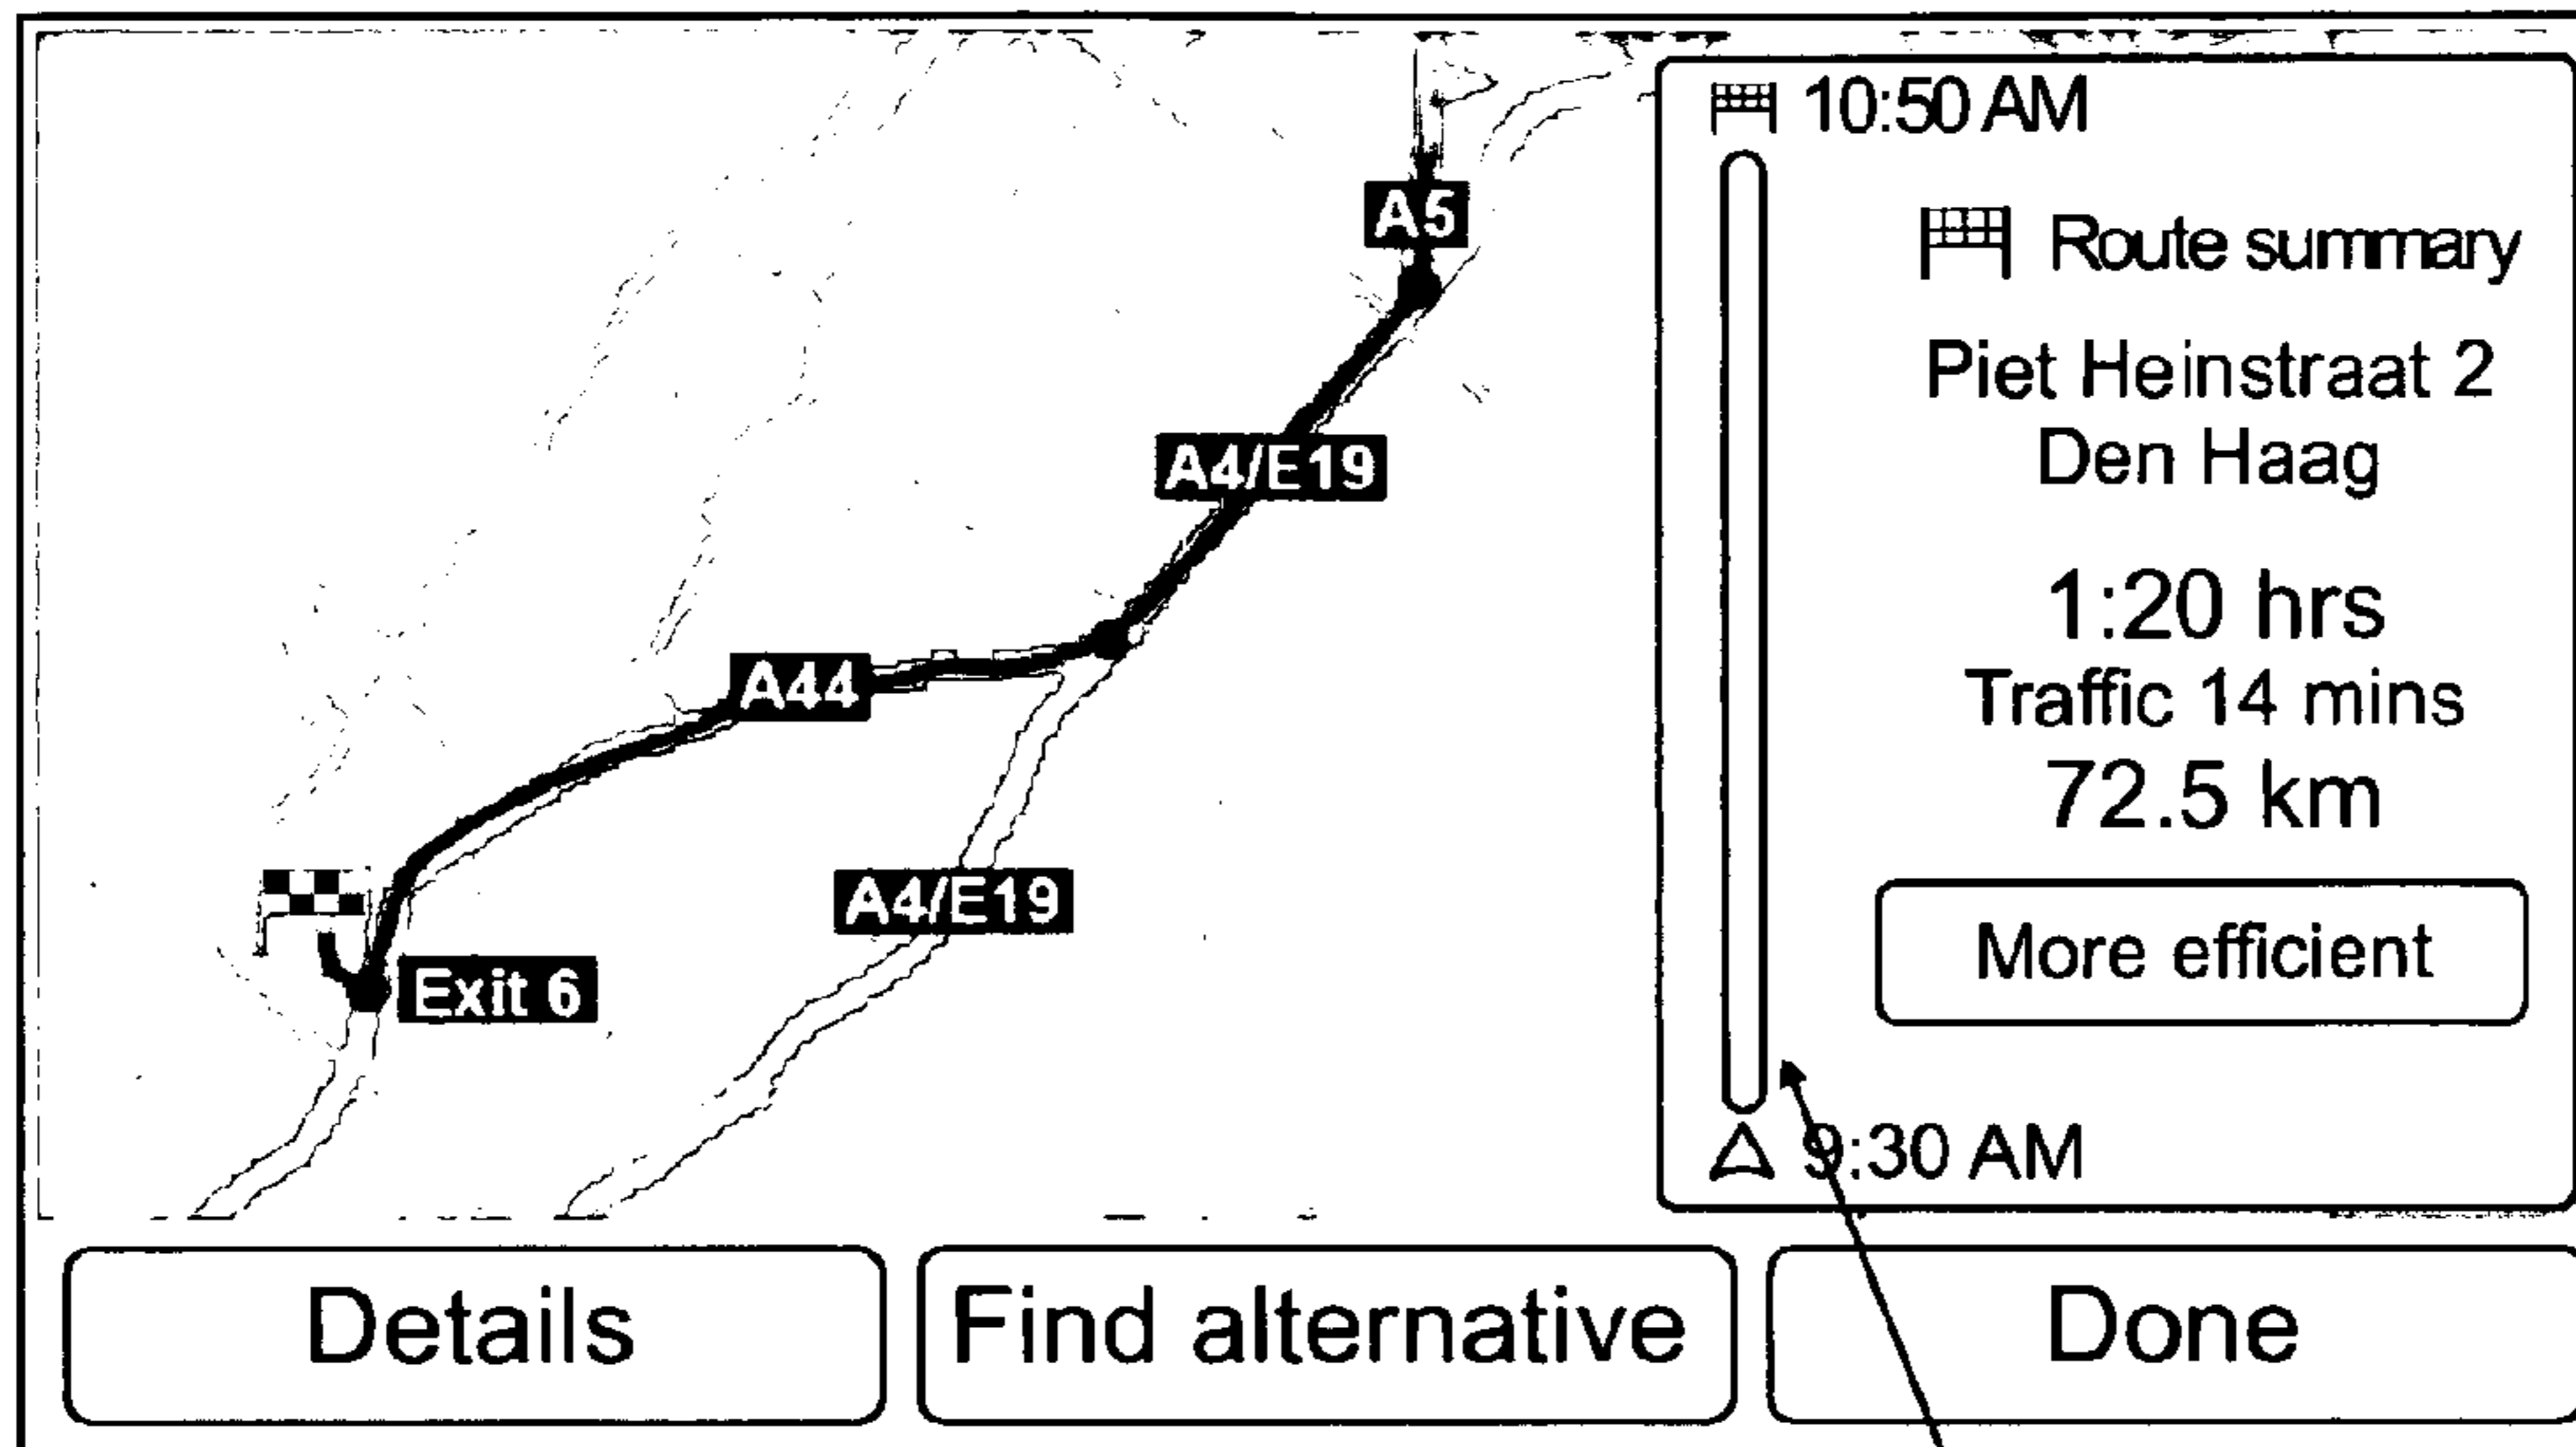 10:50 AM
A5
Route summary
Piet Heinstraat 2
Den Haag
A4/E19
1:20 hrs
Traffic 14 mins
72.5 km
A44
A4/E19
More efficient
Exit 6
9:30 AM
Details
Find alternative
Done